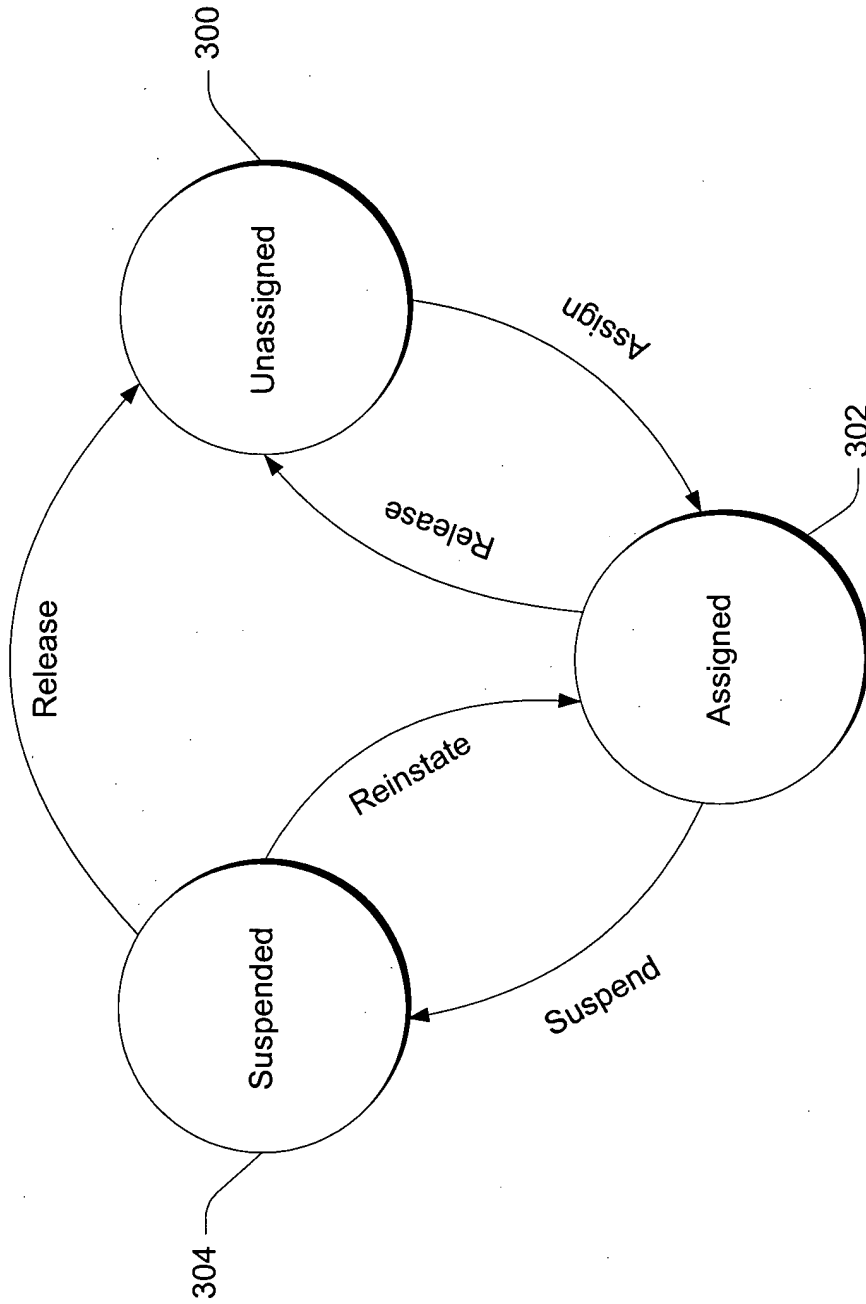 Release
304
Suspended
Unassigned
300
Reinstate
Release
Suspend
Assign
Assigned
302